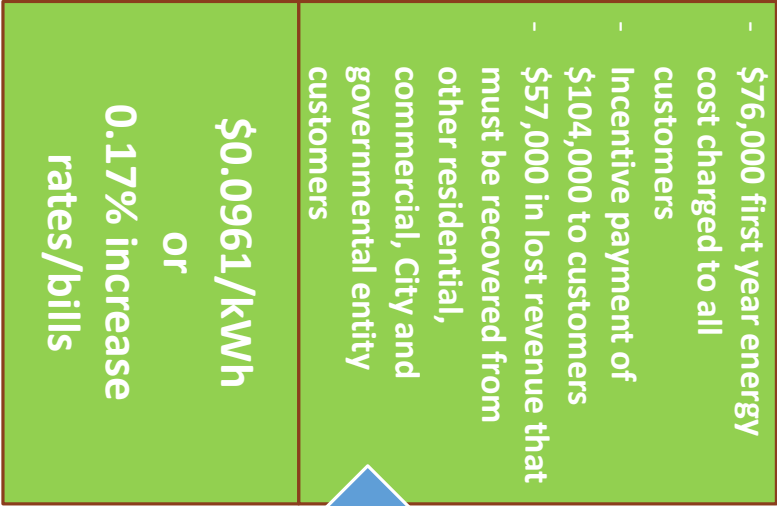 - $76,000 first year energy
cost charged to all
customers
- Incentive payment of
$104,000 to customers
- $57,000 in lost revenue that
must be recovered from
other residential,
commercial, City and
governmental entity
customers
$0.0961/kWh
or
0.17% increase
rates/bills